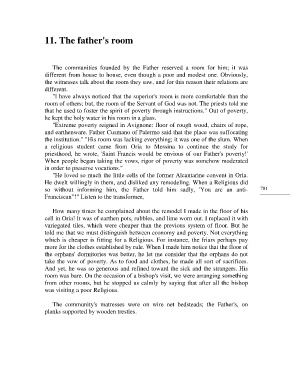 11. The father's room
The communities founded by the Father reserved a room for him; it was
different from house to house, even though a poor and modest one. Obviously,
the witnesses talk about the room they saw, and for this reason their relations are
different.
"I have always noticed that the superior's room is more comfortable than the
room of others; but, the room of the Servant of God was not. The priests told me
that he used to foster the spirit of poverty through instructions." Out of poverty,
he kept the holy water in his room in a glass.
"Extreme poverty reigned in Avignone: floor of rough wood, chairs of rope,
and earthenware. Father Cusmano of Palermo said that the place was suffocating
the institution." "His room was lacking everything; it was one of the slum. When
a religious student came from Oria to Messina to continue the study for
priesthood, he wrote, 'Saint Francis would be envious of our Father's poverty!'
When people began taking the vows, rigor of poverty was somehow moderated
in order to preserve vocations."
"He loved so much the little cells of the former Alcantarine convent in Oria.
He dwelt willingly in them, and disliked any remodeling. When a Religious did
so without informing him, the Father told him sadly, 'You are an anti-
Franciscan'!" Listen to the transformer.
781
How many times he complained about the remodel I made in the floor of his
cell in Oria! It was of earthen pots, rubbles, and lime worn out. I replaced it with
variegated tiles, which were cheaper than the previous system of floor. But he
told me that we must distinguish between economy and poverty. Not everything
which is cheaper is fitting for a Religious. For instance, the friars perhaps pay
more for the clothes established by rule. When I made him notice that the floor of
the orphans' dormitories was better, he let me consider that the orphans do not
take the vow of poverty. As to food and clothes, he made all sort of sacrifices.
And yet, he was so generous and refined toward the sick and the strangers. His
room was bare. On the occasion of a bishop's visit, we were arranging something
from other rooms, but he stopped us calmly by saying that after all the bishop
was visiting a poor Religious.
The community's matresses were on wire net bedsteads; the Father's, on
planks supported by wooden trestles.